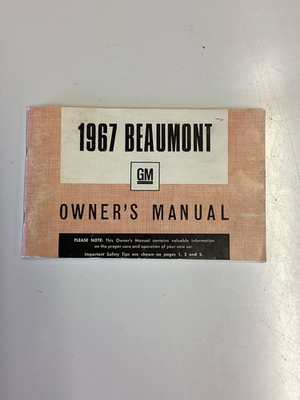 1967 BEAUMONT
GM
OWNER'S MANUAL
PLEASE NOTE: This Owner's Manual contains valuable information
on the proper care and operation of your new car.
Important Safety Tips are shown on pages 1, 2 and 3.